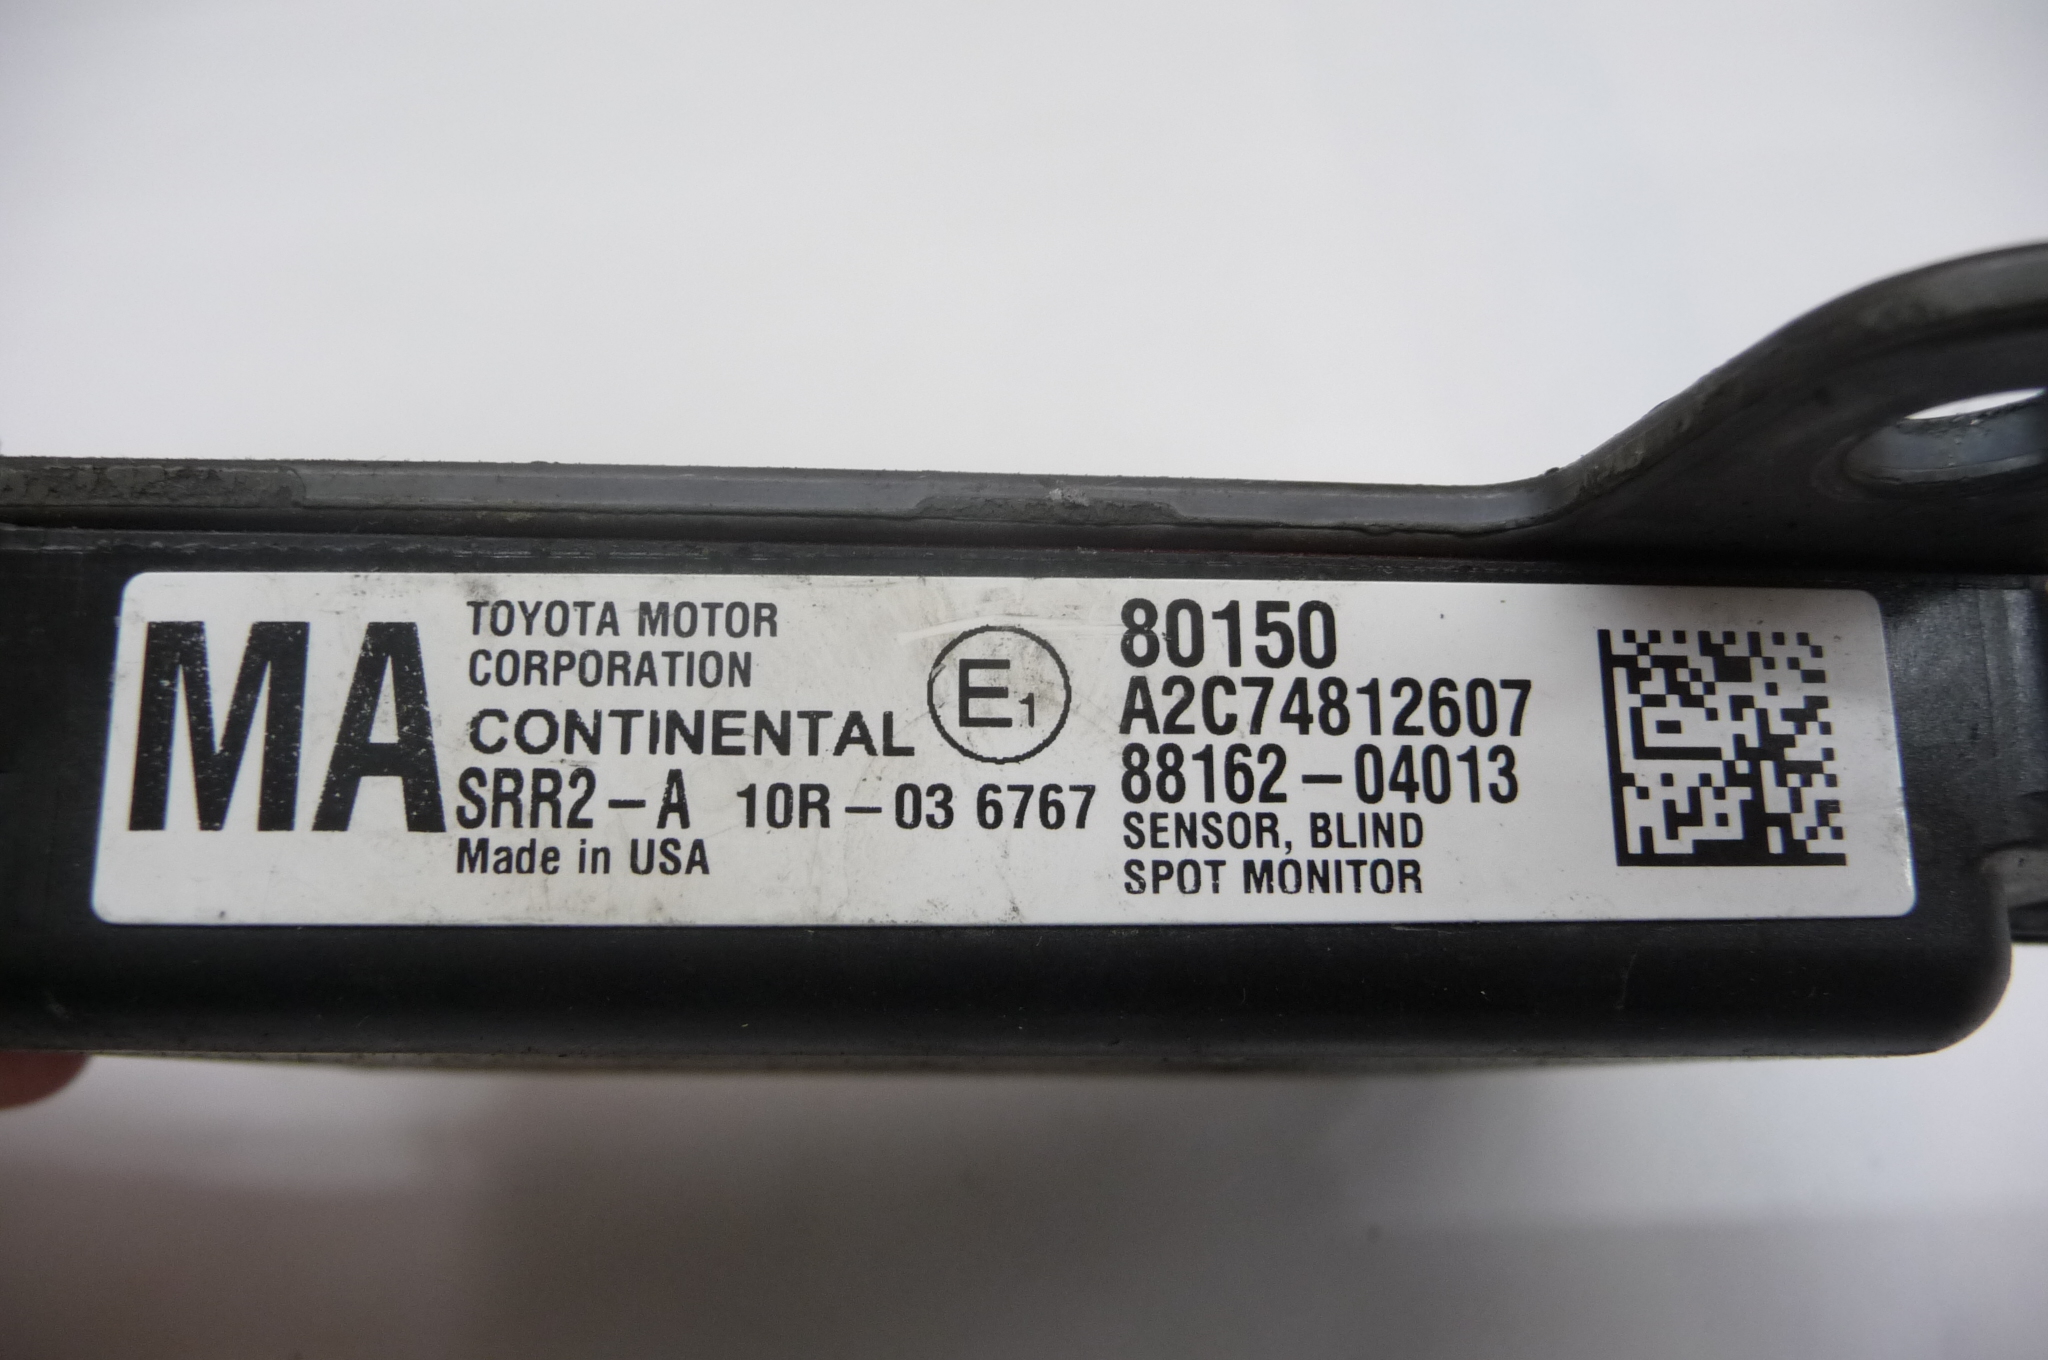 MA
TOYOTA MOTOR
CORPORATION
CONTINENTAL
SRR2-A 10R-03 6767
Made in USA
E1
80150
A2C74812607
88162-04013
SENSOR, BLIND
SPOT MONITOR